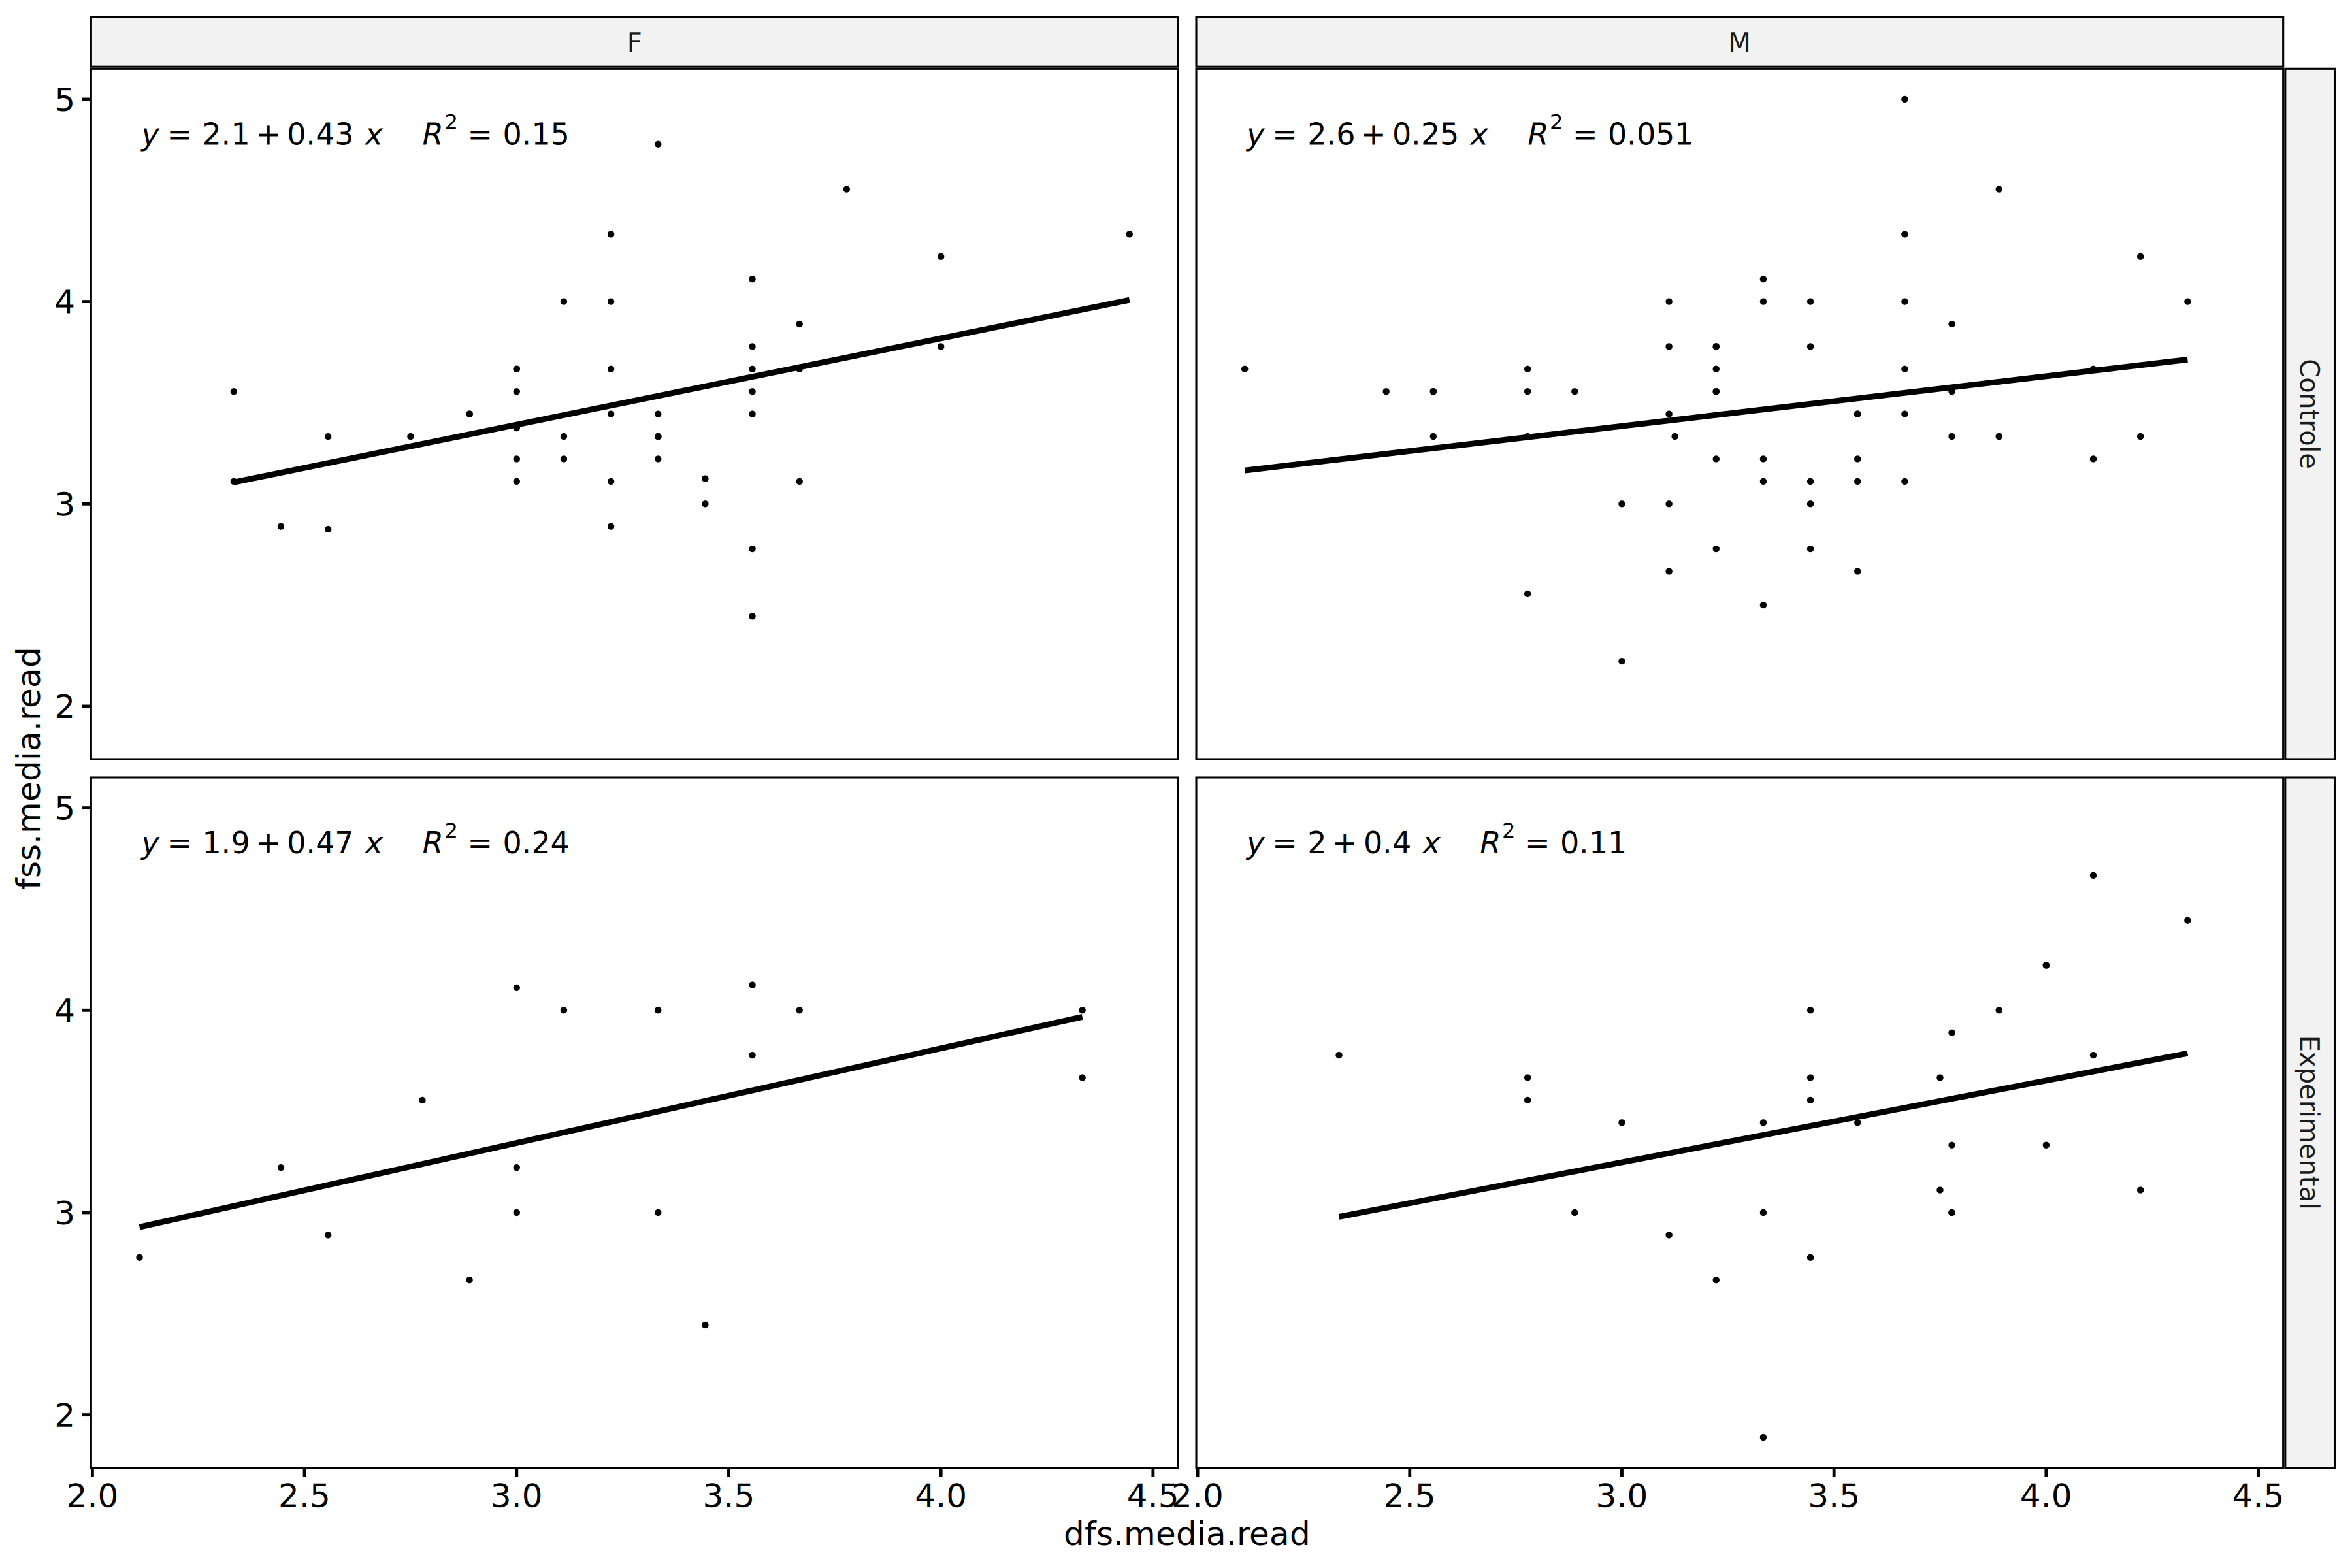 F
M
5
y = 2.1 + 0.43 x R² = 0.15
y = 2.6 + 0.25 x R² = 0.051
4
3
2
Controle
fss.media.read
5
y = 1.9 + 0.47 x R² = 0.24
y = 2 + 0.4 x R² = 0.11
4
3
2
Experimental
2.0 2.5 3.0 3.5 4.0 4.5 2.0 2.5 3.0 3.5 4.0 4.5
dfs.media.read